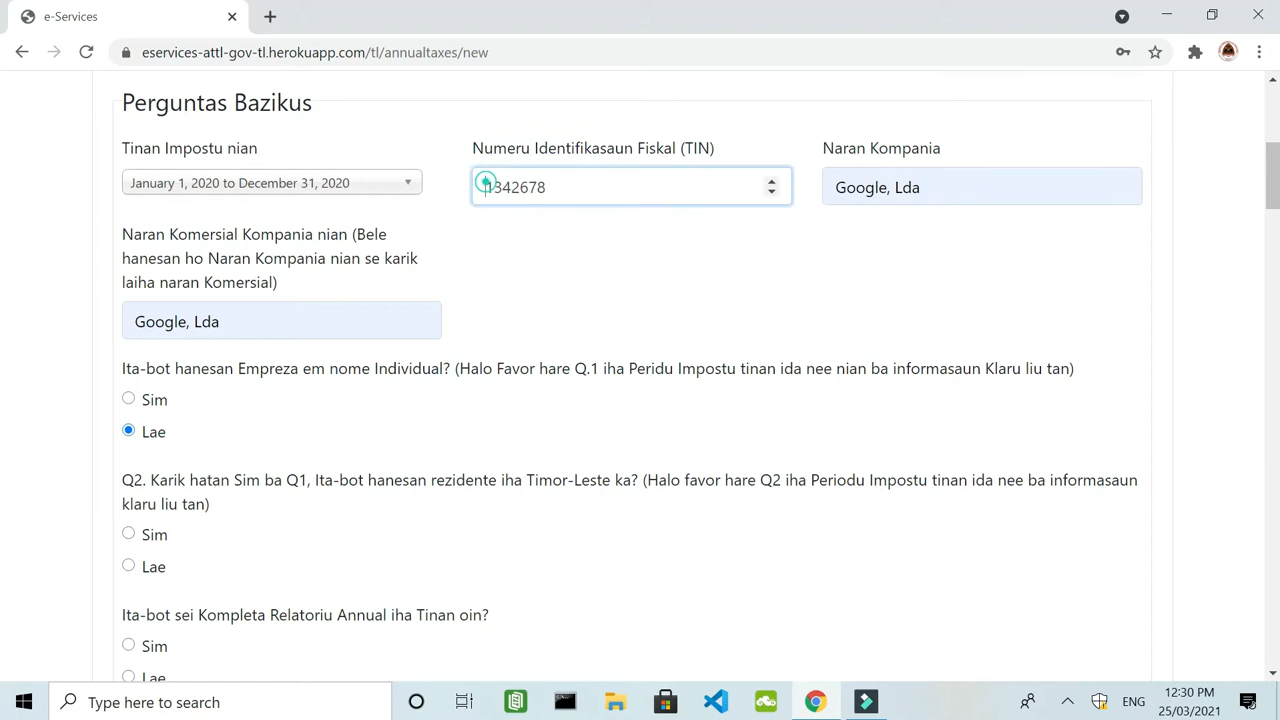 e-Services
eservices-attl-gov-tl.herokuapp.com/tl/annualtaxes/new
Perguntas Bazikus
Tinan Impostu nian
Numeru Identifikasaun Fiskal (TIN)
Naran Kompania
January 1, 2020 to December 31, 2020
1342678
Google, Lda
Naran Komersial Kompania nian (Bele
hanesan ho Naran Kompania nian se karik
laiha naran Komersial)
Google, Lda
Ita-bot hanesan Empreza em nome Individual? (Halo Favor hare Q.1 iha Peridu Impostu tinan ida nee nian ba informasaun Klaru liu tan)
Sim
Lae
Q2. Karik hatan Sim ba Q1, Ita-bot hanesan rezidente iha Timor-Leste ka? (Halo favor hare Q2 iha Periodu Impostu tinan ida nee ba informasaun
klaru liu tan)
Sim
Lae
Ita-bot sei Kompleta Relatoriu Annual iha Tinan oin?
Sim
Lae
Type here to search
ENG
12:30 PM
25/03/2021